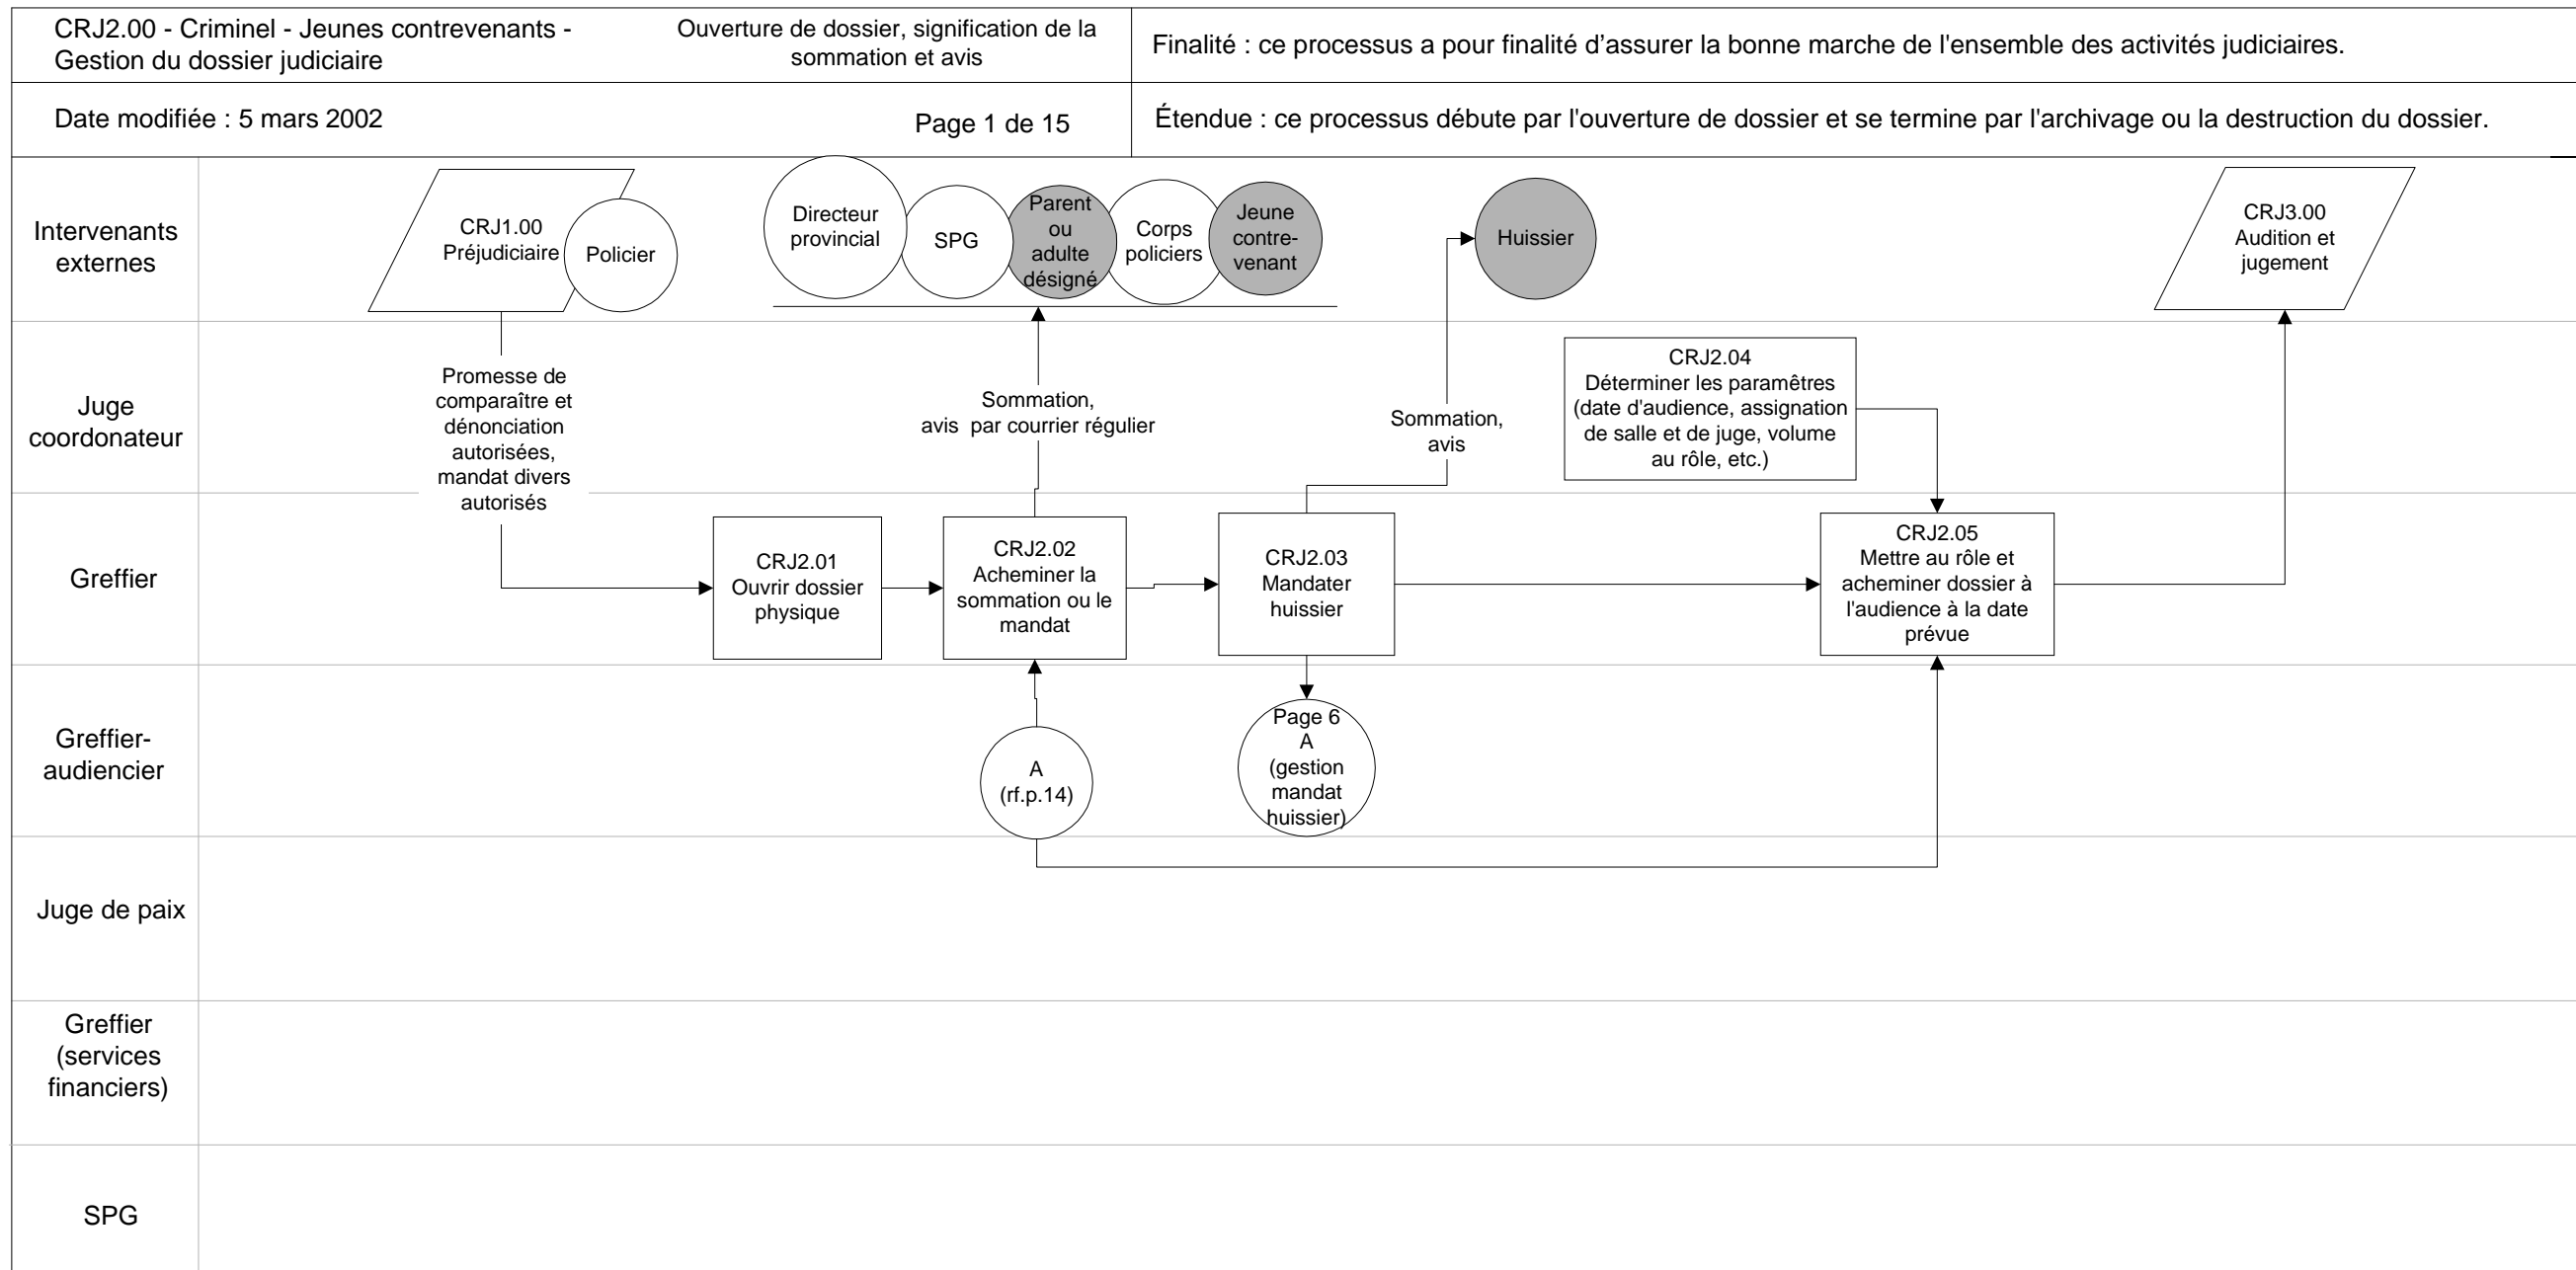 CRJ2.00 - Criminel - Jeunes contrevenants -
Gestion du dossier judiciaire
Ouverture de dossier, signification de la
sommation et avis
Finalité : ce processus a pour finalité d’assurer la bonne marche de l'ensemble des activités judiciaires.
Date modifiée : 5 mars 2002
Page 1 de 15
Étendue : ce processus débute par l'ouverture de dossier et se termine par l'archivage ou la destruction du dossier.
Intervenants
externes
CRJ1.00
Préjudiciaire
Policier
Directeur
provincial
SPG
Parent
ou
adulte
désigné
Corps
policiers
Jeune
contre-
venant
Huissier
CRJ3.00
Audition et
jugement
Juge
coordonateur
Promesse de
comparaître et
dénonciation
autorisées,
mandat divers
autorisés
Sommation,
avis  par courrier régulier
Sommation,
avis
CRJ2.04
Déterminer les paramêtres
(date d'audience, assignation
de salle et de juge, volume
au rôle, etc.)
Greffier
CRJ2.01
Ouvrir dossier
physique
CRJ2.02
Acheminer la
sommation ou le
mandat
CRJ2.03
Mandater
huissier
CRJ2.05
Mettre au rôle et
acheminer dossier à
l'audience à la date
prévue
Greffier-
audiencier
A
(rf.p.14)
Page 6
A
(gestion
mandat
huissier)
Juge de paix
Greffier
(services
financiers)
SPG